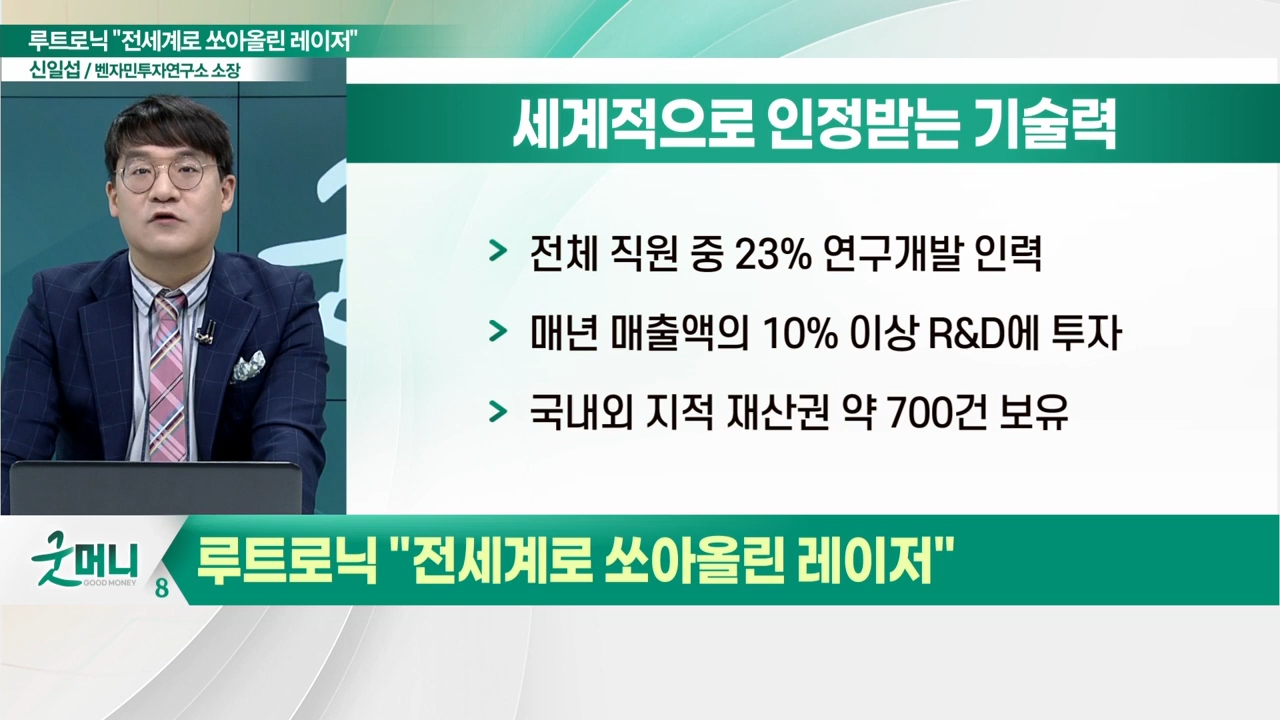 루트로닉 "전세계로 쏘아올린 레이저"
신일섭 / 벤자민투자연구소 소장
세계적으로 인정받는 기술력
> 전체 직원 중 23% 연구개발 인력
> 매년 매출액의 10% 이상 R&D에 투자
> 국내외 지적 재산권 약 700건 보유
굿머니
GOOD MONEY
8
루트로닉 "전세계로 쏘아올린 레이저"